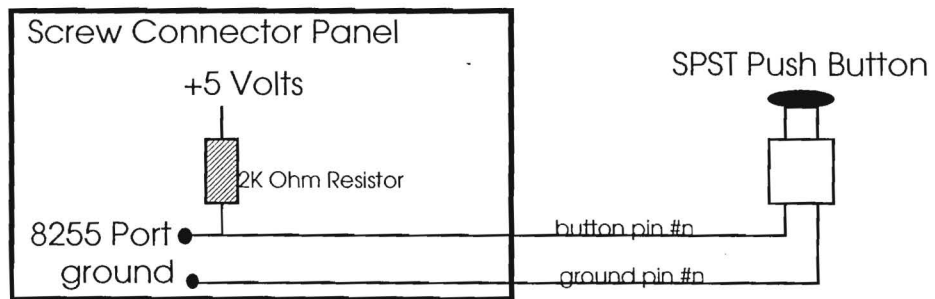 Screw Connector Panel
+5 Volts
SPST Push Button
2K Ohm Resistor
8255 Port
button pin #n
ground
ground pin #n